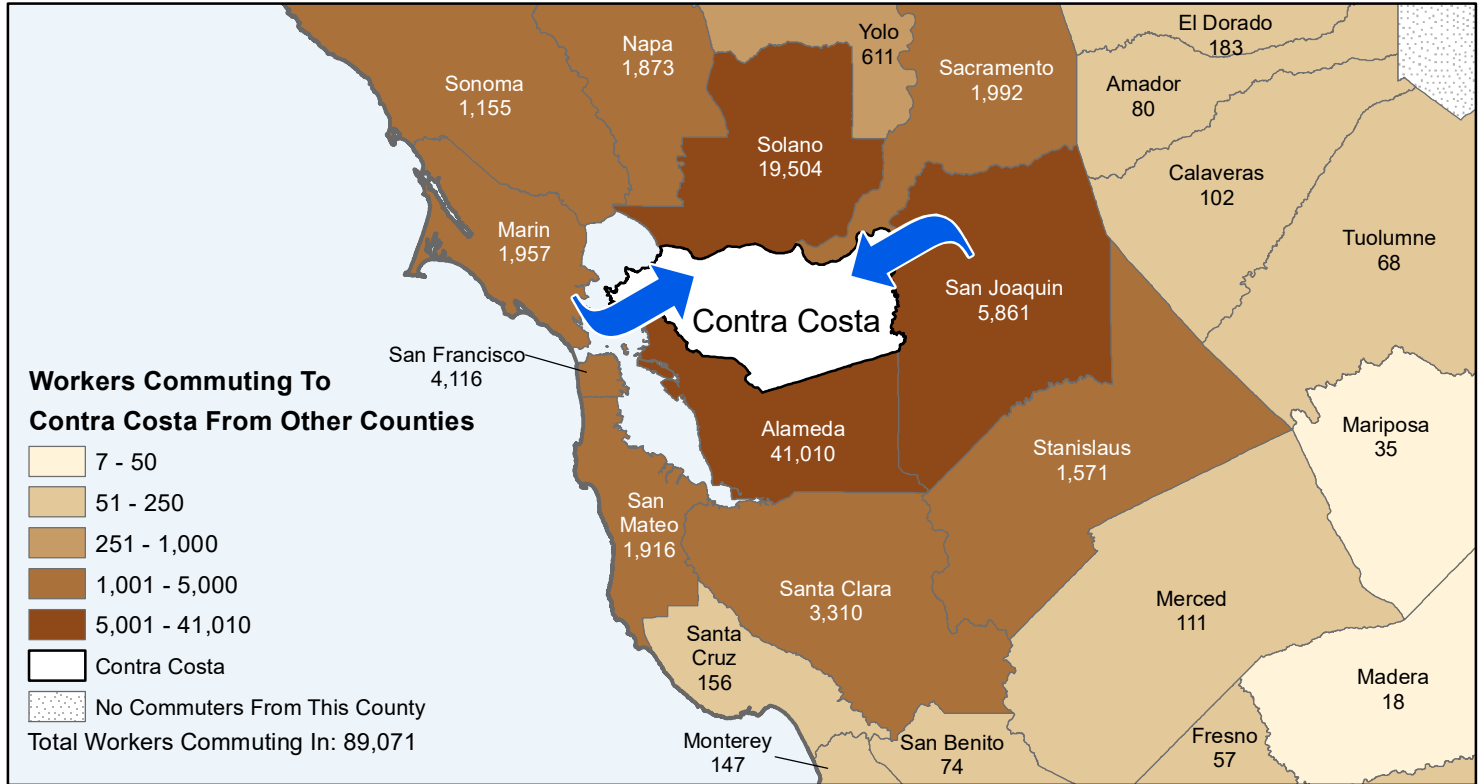 El Dorado
183
Yolo
611
Napa
1,873
Sacramento
1,992
Sonoma
1,155
Amador
80
Solano
19,504
Calaveras
102
Marin
1,957
Tuolumne
68
San Joaquin
5,861
Contra Costa
San Francisco
4,116
Mariposa
35
Alameda
41,010
Stanislaus
1,571
San
Mateo
1,916
Santa Clara
3,310
Merced
111
Santa
Cruz
156
Madera
18
Monterey
147
San Benito
74
Fresno
57
Workers Commuting To
Contra Costa From Other Counties
7 - 50
51 - 250
251 - 1,000
1,001 - 5,000
5,001 - 41,010
Contra Costa
No Commuters From This County
Total Workers Commuting In: 89,071